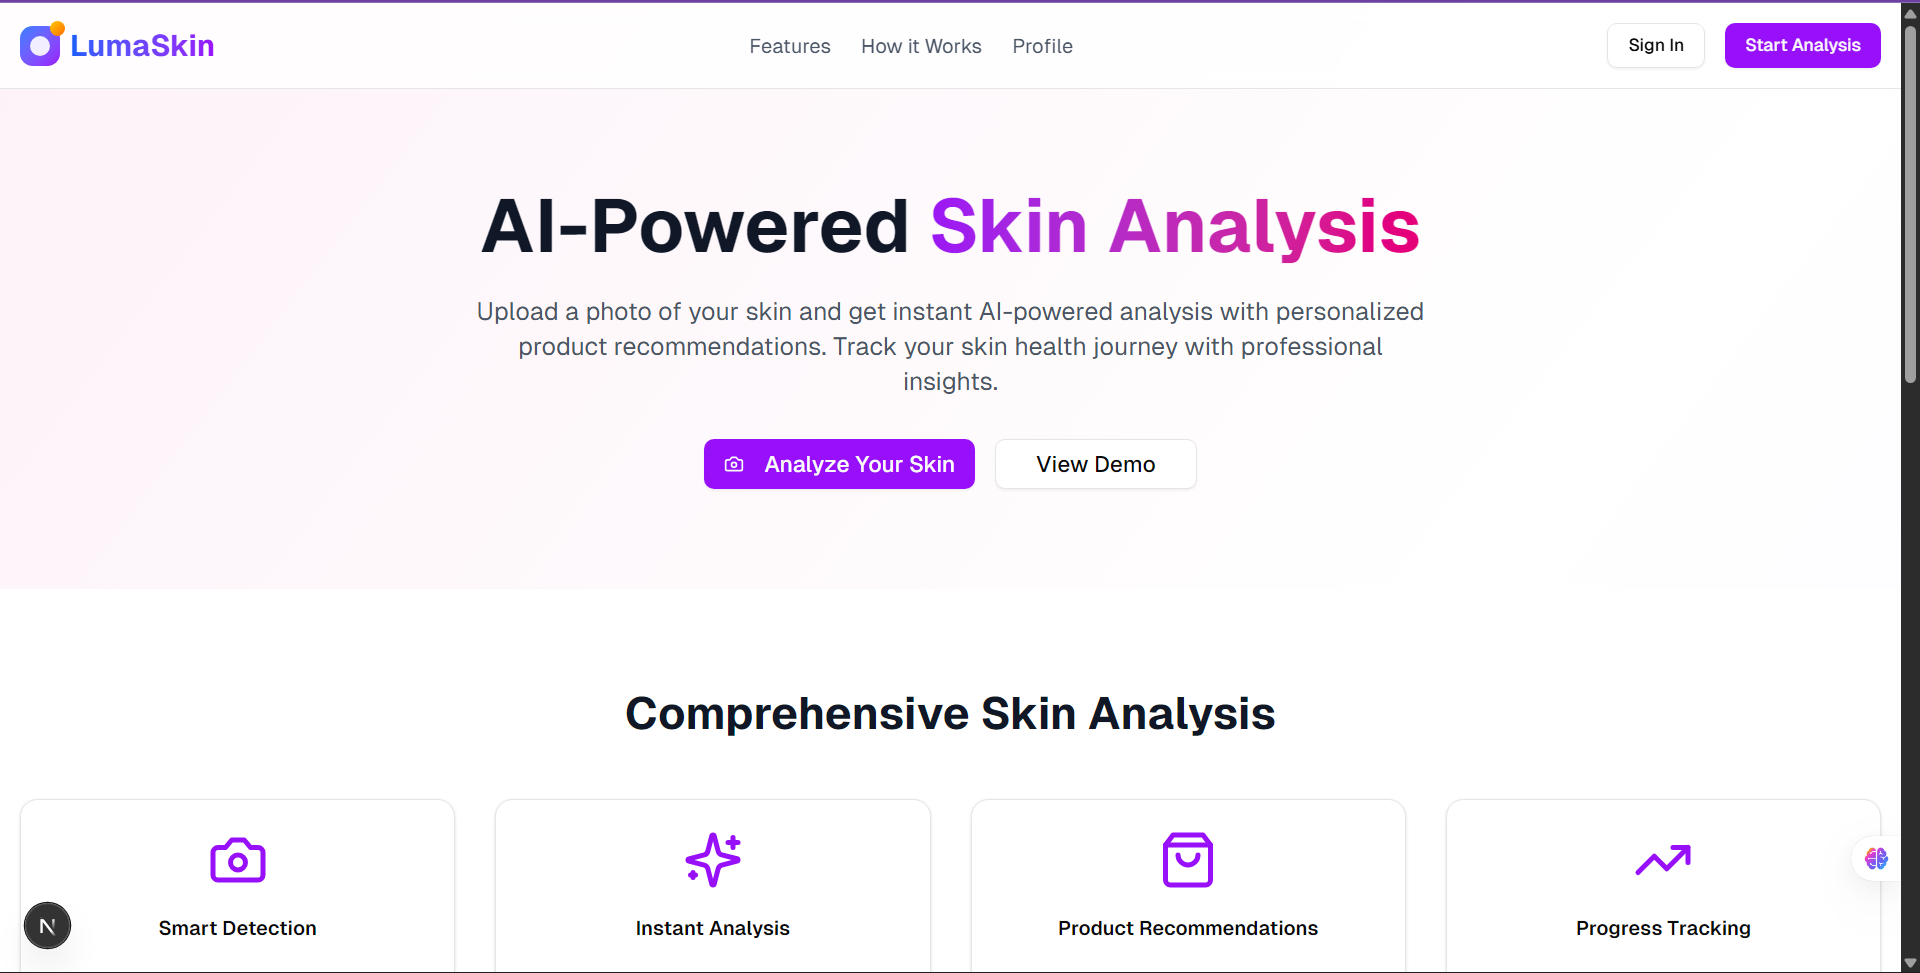 LumaSkin
Features
How it Works
Profile
Sign In
Start Analysis
AI-Powered Skin Analysis
Upload a photo of your skin and get instant AI-powered analysis with personalized
product recommendations. Track your skin health journey with professional
insights.
Analyze Your Skin
View Demo
Comprehensive Skin Analysis
Smart Detection
Instant Analysis
Product Recommendations
Progress Tracking
N